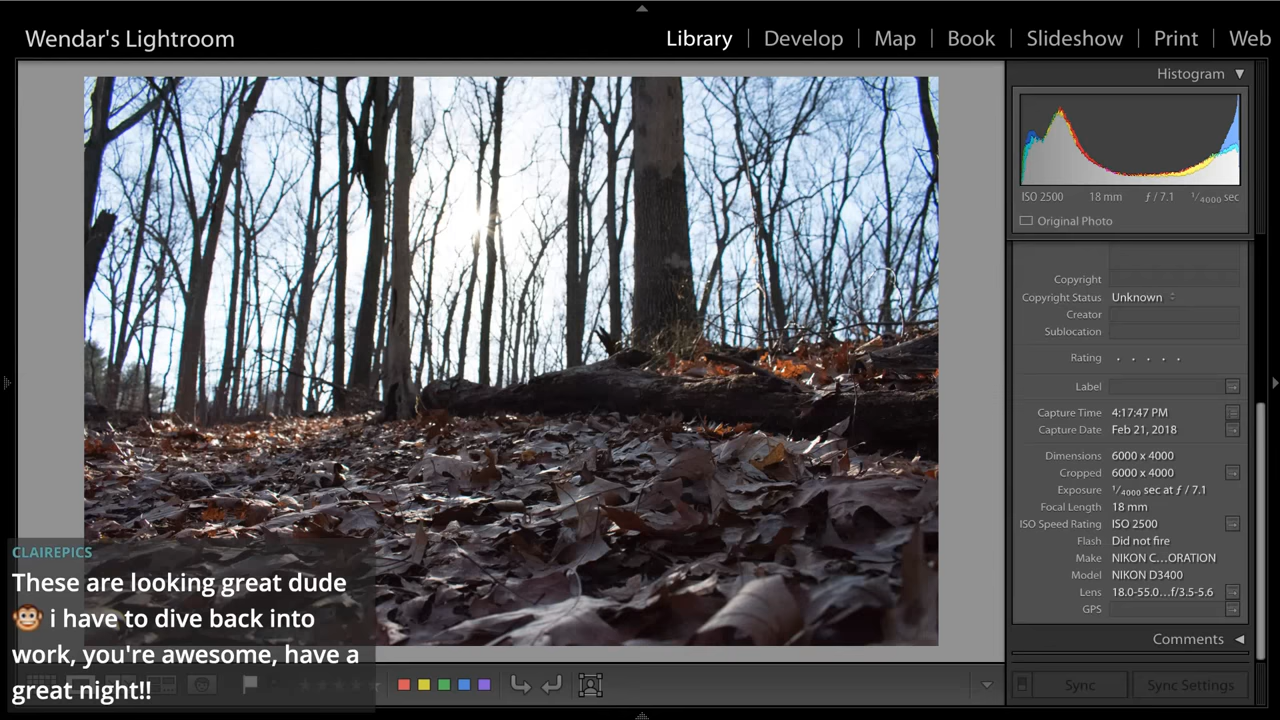 Wendar's Lightroom
Library | Develop | Map | Book | Slideshow | Print | Web
Histogram
ISO 2500 18 mm ƒ / 7.1 1/4000 sec
Original Photo
Copyright
Copyright Status Unknown
Creator
Sublocation
Rating
Label
Capture Time 4:17:47 PM
Capture Date Feb 21, 2018
Dimensions 6000 x 4000
Cropped 6000 x 4000
Exposure 1/4000 sec at ƒ / 7.1
Focal Length 18 mm
ISO Speed Rating ISO 2500
Flash Did not fire
Make NIKON C...ORATION
Model NIKON D3400
Lens 18.0-55.0...f/3.5-5.6
GPS
Comments
Sync Sync Settings
CLAIREPICS
These are looking great dude
🐵 i have to dive back into
work, you're awesome, have a
great night!!